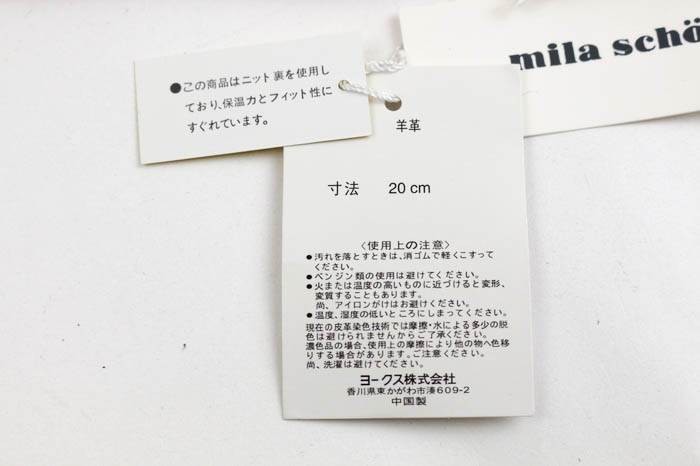 ●この商品はニット裏を使用し
ており、保温力とフィット性に
すぐれています。
mila schö
羊革
寸法 20 cm
〈使用上の注意〉
●汚れを落とすときは、消ゴムで軽くこすって
ください。
●ベンジン類の使用は避けてください。
●火または温度の高いものに近づけると変形、
変質することもあります。
尚、アイロンがけはお避けください。
●温度、湿度の低いところにしまってください。
現在の皮革染色技術では摩擦・水による多少の脱
色は避けられませんからご了承ください。
濃色品の場合、使用上の摩擦により他の物へ色移
りする場合があります。ご注意ください。
尚、洗濯は避けてください。
ヨークス株式会社
香川県東かがわ市湊609-2
中国製